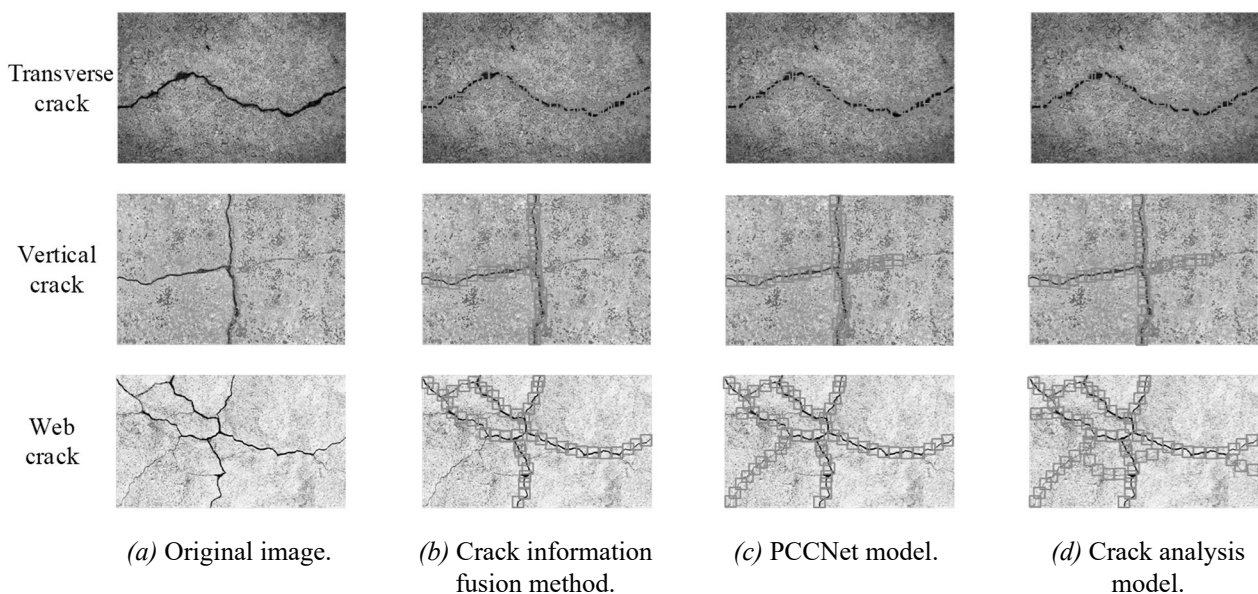 Transverse
crack
Vertical
crack
Web
crack
(a) Original image.
(b) Crack information
fusion method.
(c) PCCNet model.
(d) Crack analysis
model.